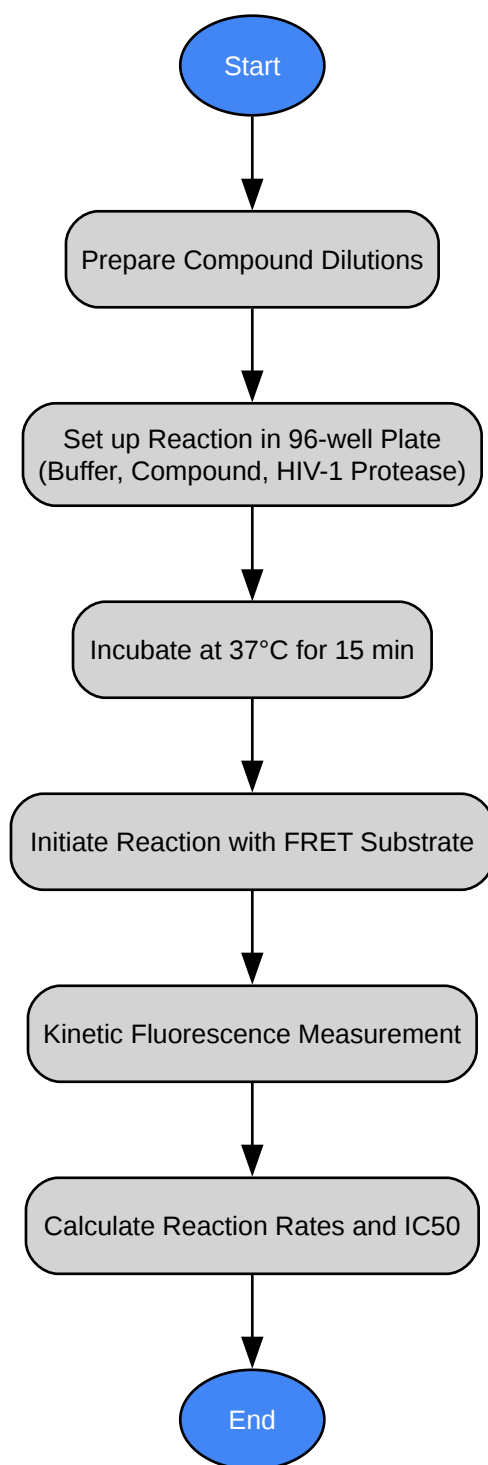 Start
Prepare Compound Dilutions
Set up Reaction in 96-well Plate
(Buffer, Compound, HIV-1 Protease)
Incubate at 37°C for 15 min
Initiate Reaction with FRET Substrate
Kinetic Fluorescence Measurement
Calculate Reaction Rates and IC50
End